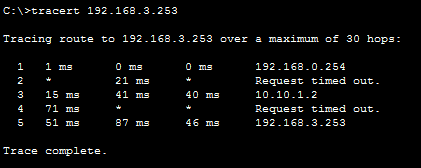 C:\>tracert 192.168.3.253
Tracing route to 192.168.3.253 over a maximum of 30 hops:
1 1 ms 0 ms 0 ms 192.168.0.254
2 * 21 ms * Request timed out.
3 15 ms 41 ms 40 ms 10.10.1.2
4 71 ms * * Request timed out.
5 51 ms 87 ms 46 ms 192.168.3.253
Trace complete.